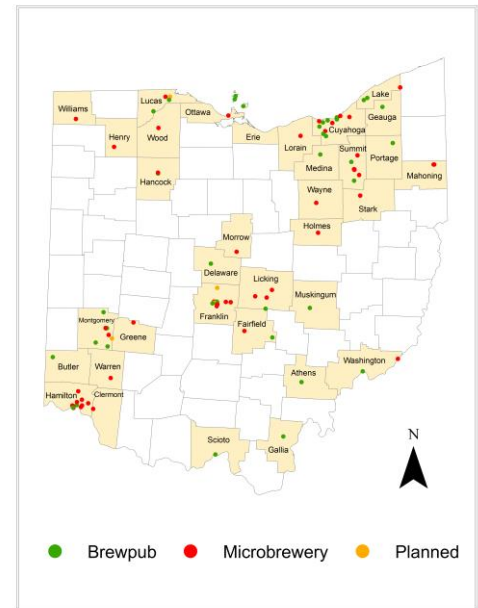 Lake
Lucas
Williams
Ottawa
Geauga
Cuyahoga
Henry
Wood
Erie
Lorain
Summit
Portage
Medina
Mahoning
Hancock
Wayne
Stark
Holmes
Morrow
Delaware
Licking
Muskingum
Franklin
Montgomery
Fairfield
Greene
Washington
Butler
Warren
Athens
Hamilton
Clermont
Scioto
Gallia
N
Brewpub Microbrewery Planned